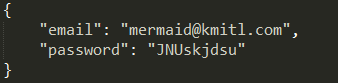 {
    "email": "mermaid@kmitl.com",
    "password": "JNUskjdsu"
}